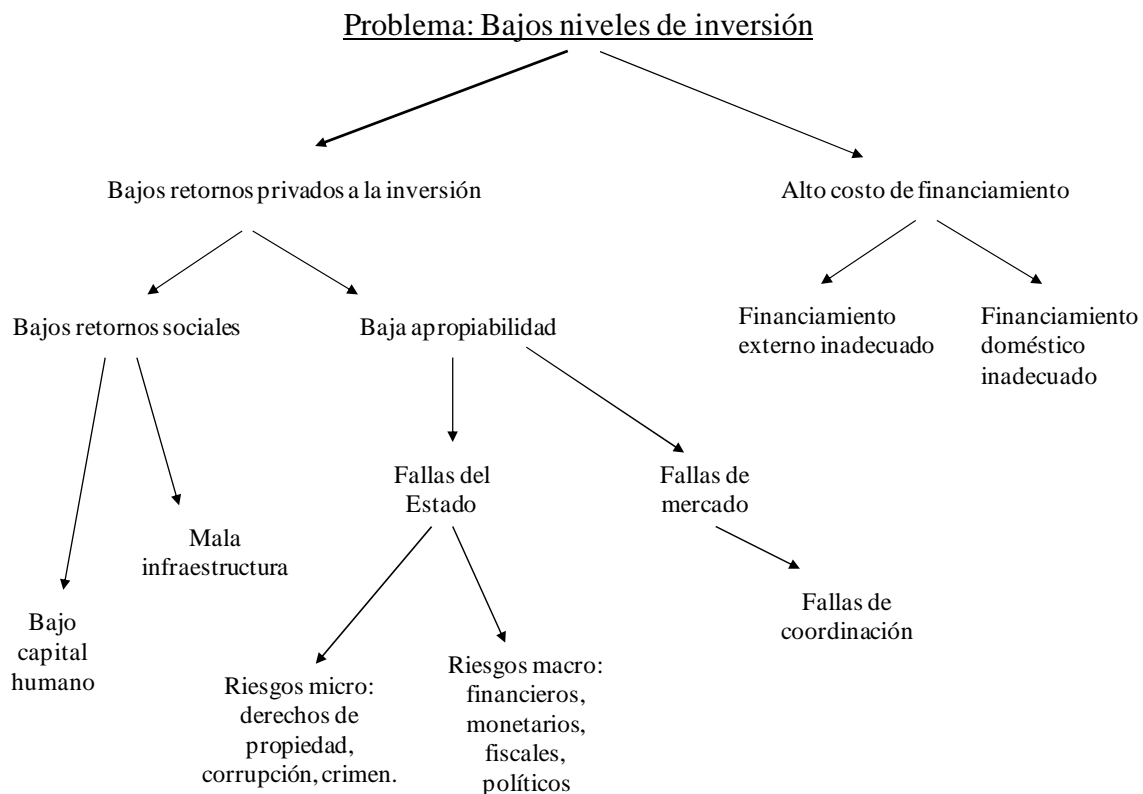 Problema: Bajos niveles de inversión
Bajos retornos privados a la inversión
Alto costo de financiamiento
Bajos retornos sociales
Baja apropiabilidad
Financiamiento
externo inadecuado
Financiamiento
doméstico
inadecuado
Fallas del
Estado
Fallas de
mercado
Mala
infraestructura
Bajo
capital
humano
Fallas de
coordinación
Riesgos micro:
derechos de
propiedad,
corrupción, crimen.
Riesgos macro:
financieros,
monetarios,
fiscales,
políticos